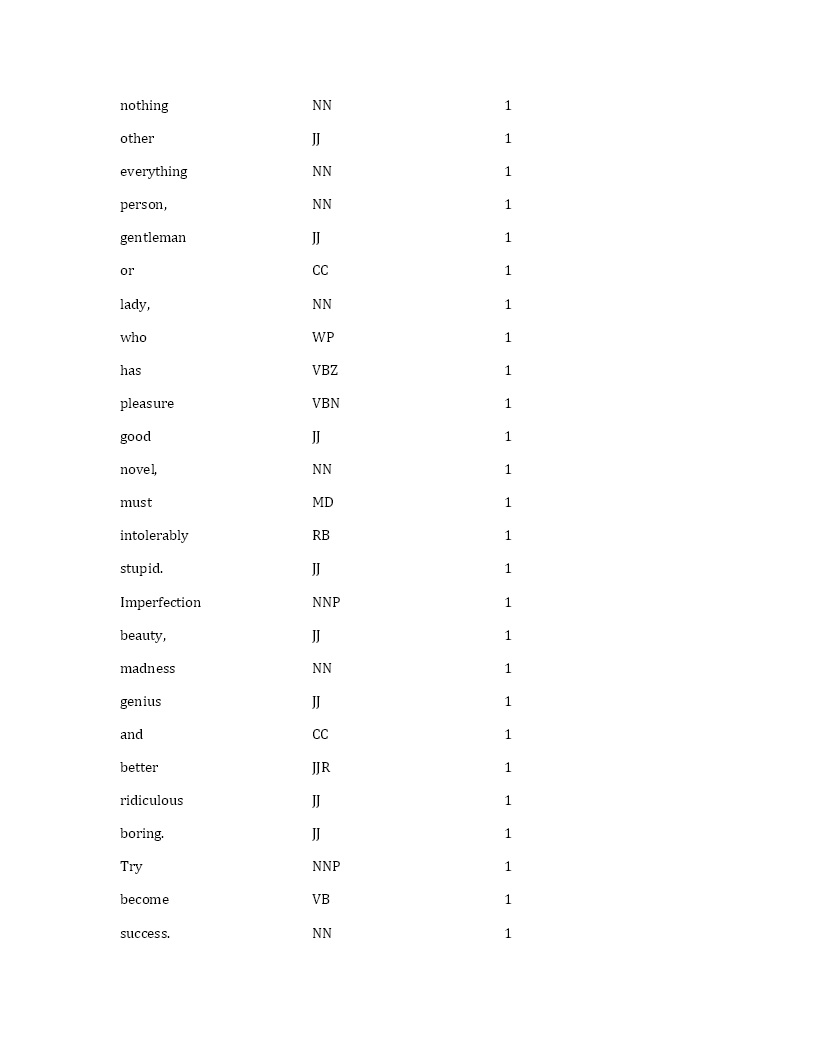 nothing NN 1
other JJ 1
everything NN 1
person, NN 1
gentleman JJ 1
or CC 1
lady, NN 1
who WP 1
has VBZ 1
pleasure VBN 1
good JJ 1
novel, NN 1
must MD 1
intolerably RB 1
stupid. JJ 1
Imperfection NNP 1
beauty, JJ 1
madness NN 1
genius JJ 1
and CC 1
better JJR 1
ridiculous JJ 1
boring. JJ 1
Try NNP 1
become VB 1
success. NN 1